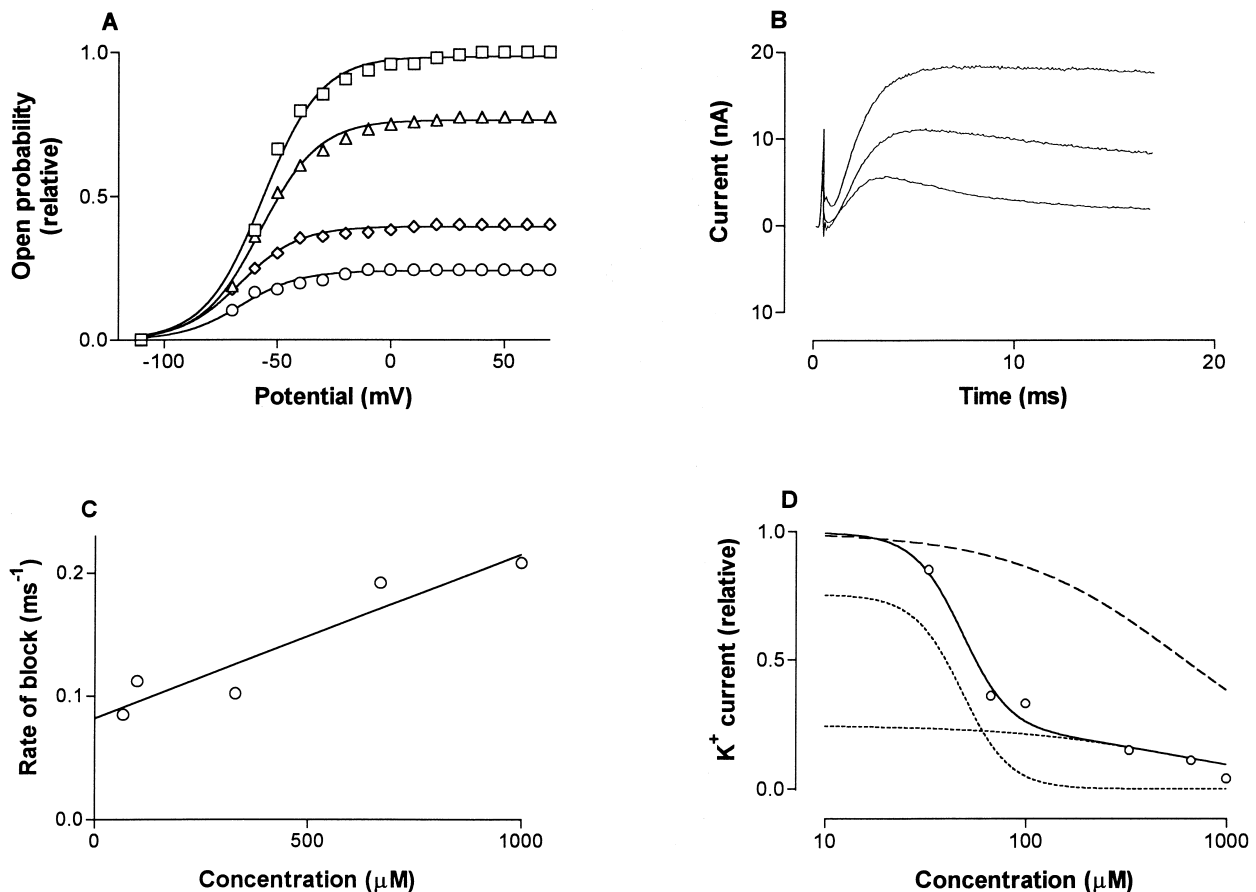 A
1.0
0.5
0.0
Open probability
(relative)
-100
-50
0
50
Potential (mV)
B
20
10
0
10
Current (nA)
0
10
20
Time (ms)
C
0.2
0.1
0.0
Rate of block (ms⁻¹)
0
500
1000
Concentration (μM)
D
1.0
0.5
0.0
K⁺ current (relative)
10
100
1000
Concentration (μM)